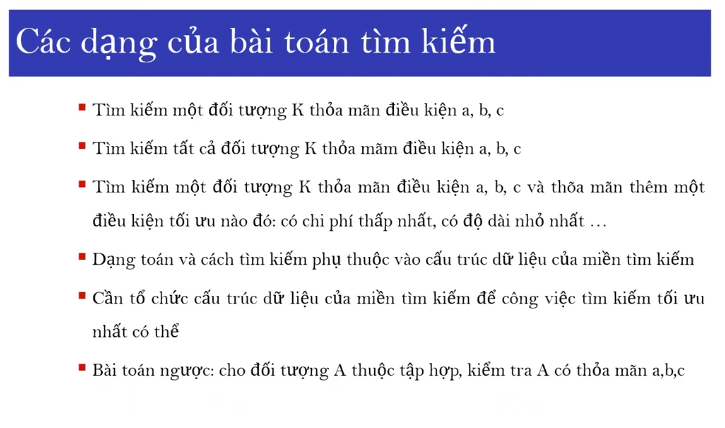 Các dạng của bài toán tìm kiếm
Tìm kiếm một đối tượng K thỏa mãn điều kiện a, b, c
Tìm kiếm tất cả đối tượng K thỏa mãm điều kiện a, b, c
Tìm kiếm một đối tượng K thỏa mãn điều kiện a, b, c và thõa mãn thêm một
điều kiện tối ưu nào đó: có chi phí thấp nhất, có độ dài nhỏ nhất …
Dạng toán và cách tìm kiếm phụ thuộc vào cấu trúc dữ liệu của miền tìm kiếm
Cần tổ chức cấu trúc dữ liệu của miền tìm kiếm để công việc tìm kiếm tối ưu
nhất có thể
Bài toán ngược: cho đối tượng A thuộc tập hợp, kiểm tra A có thỏa mãn a,b,c